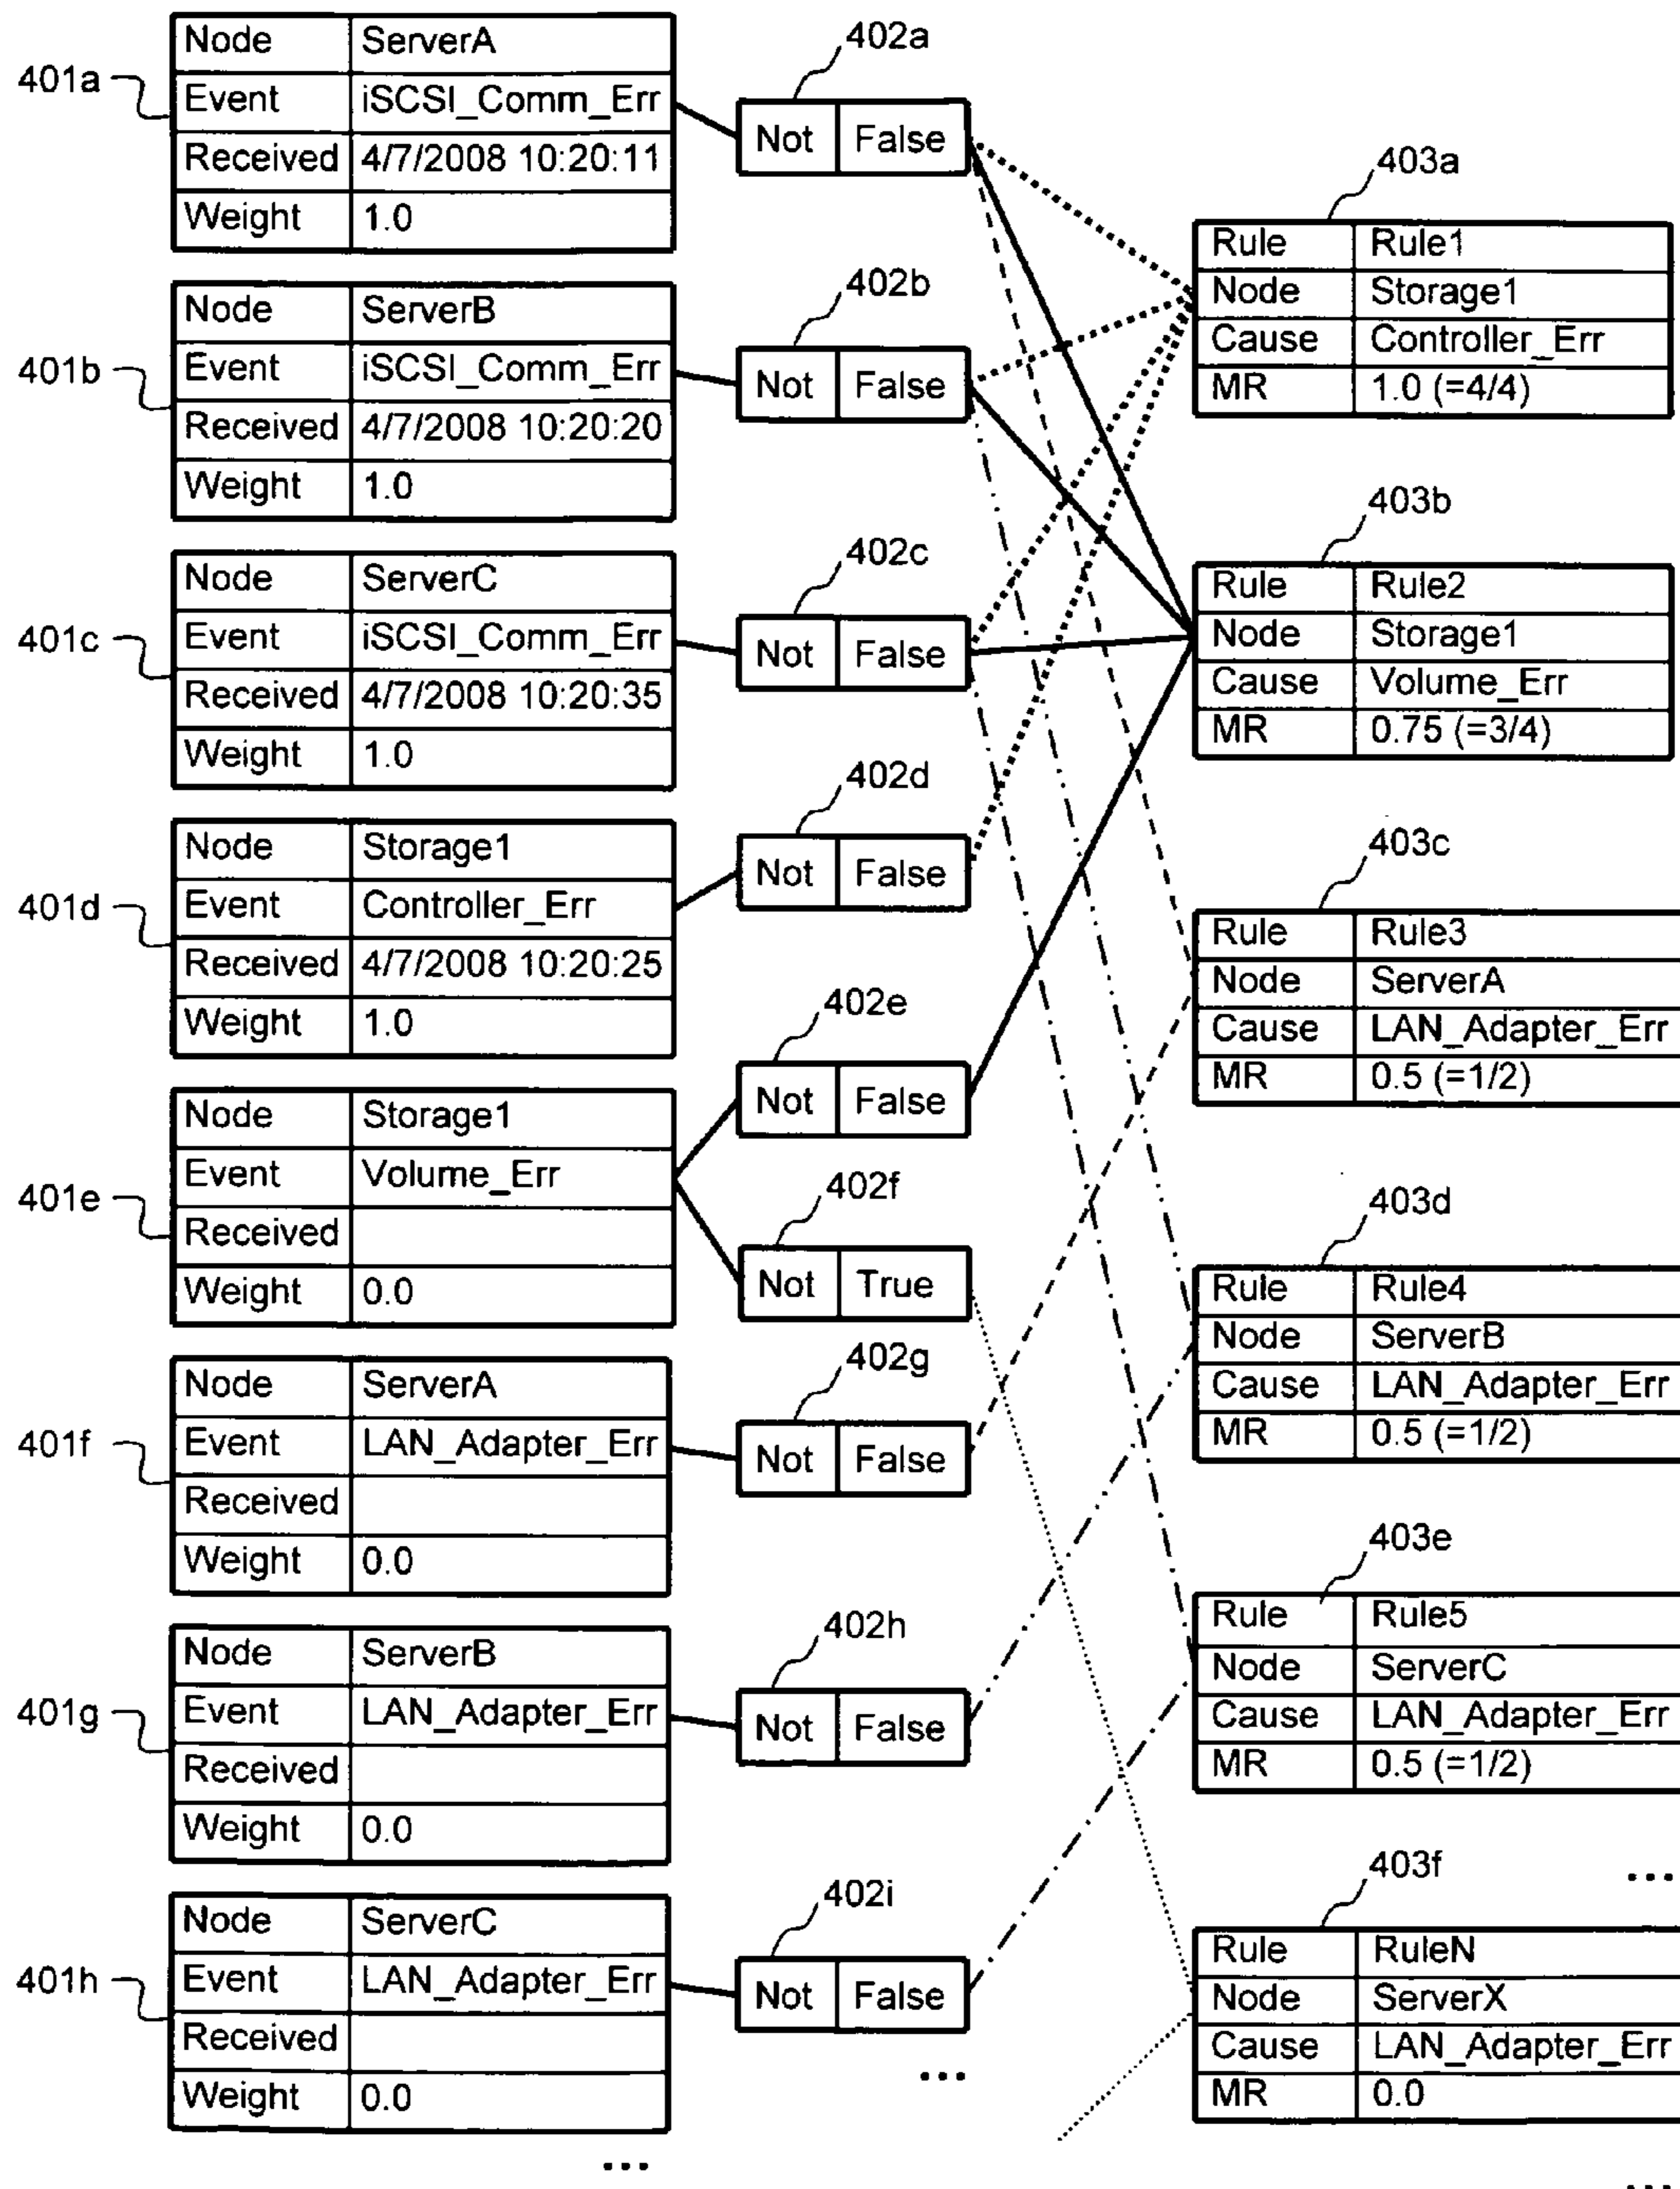 401a
Node ServerA
Event iSCSI_Comm_Err
Received 4/7/2008 10:20:11
Weight 1.0
401b
Node ServerB
Event iSCSI_Comm_Err
Received 4/7/2008 10:20:20
Weight 1.0
401c
Node ServerC
Event iSCSI_Comm_Err
Received 4/7/2008 10:20:35
Weight 1.0
401d
Node Storage1
Event Controller_Err
Received 4/7/2008 10:20:25
Weight 1.0
401e
Node Storage1
Event Volume_Err
Received
Weight 0.0
401f
Node ServerA
Event LAN_Adapter_Err
Received
Weight 0.0
401g
Node ServerB
Event LAN_Adapter_Err
Received
Weight 0.0
401h
Node ServerC
Event LAN_Adapter_Err
Received
Weight 0.0
...
402a
Not False
402b
Not False
402c
Not False
402d
Not False
402e
Not False
402f
Not True
402g
Not False
402h
Not False
402i
Not False
...
403a
Rule Rule1
Node Storage1
Cause Controller_Err
MR 1.0 (=4/4)
403b
Rule Rule2
Node Storage1
Cause Volume_Err
MR 0.75 (=3/4)
403c
Rule Rule3
Node ServerA
Cause LAN_Adapter_Err
MR 0.5 (=1/2)
403d
Rule Rule4
Node ServerB
Cause LAN_Adapter_Err
MR 0.5 (=1/2)
403e
Rule Rule5
Node ServerC
Cause LAN_Adapter_Err
MR 0.5 (=1/2)
...
403f
Rule RuleN
Node ServerX
Cause LAN_Adapter_Err
MR 0.0
...